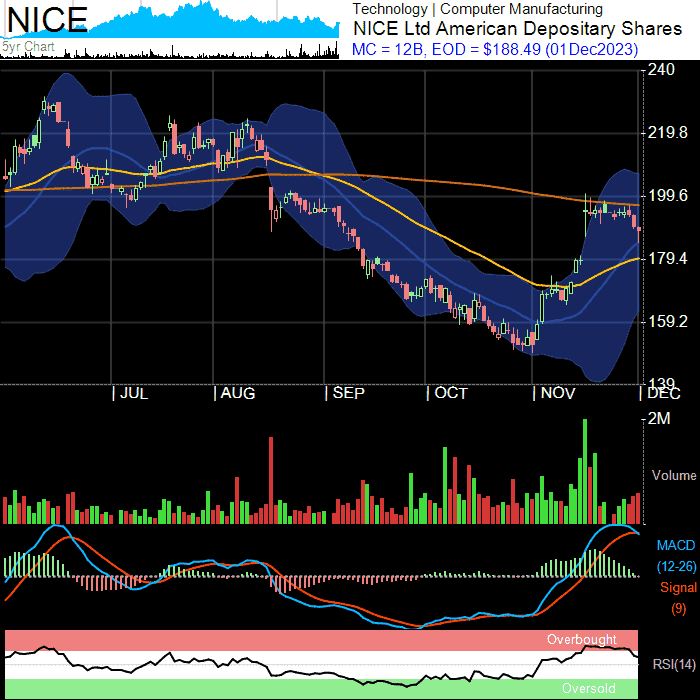 NICE
5yr Chart
Technology | Computer Manufacturing
NICE Ltd American Depositary Shares
MC = 12B, EOD = $188.49 (01Dec2023)
240
219.8
199.6
179.4
159.2
139
JUL
AUG
SEP
OCT
NOV
DEC
2M
Volume
MACD
(12-26)
Signal
(9)
Overbought
RSI(14)
Oversold